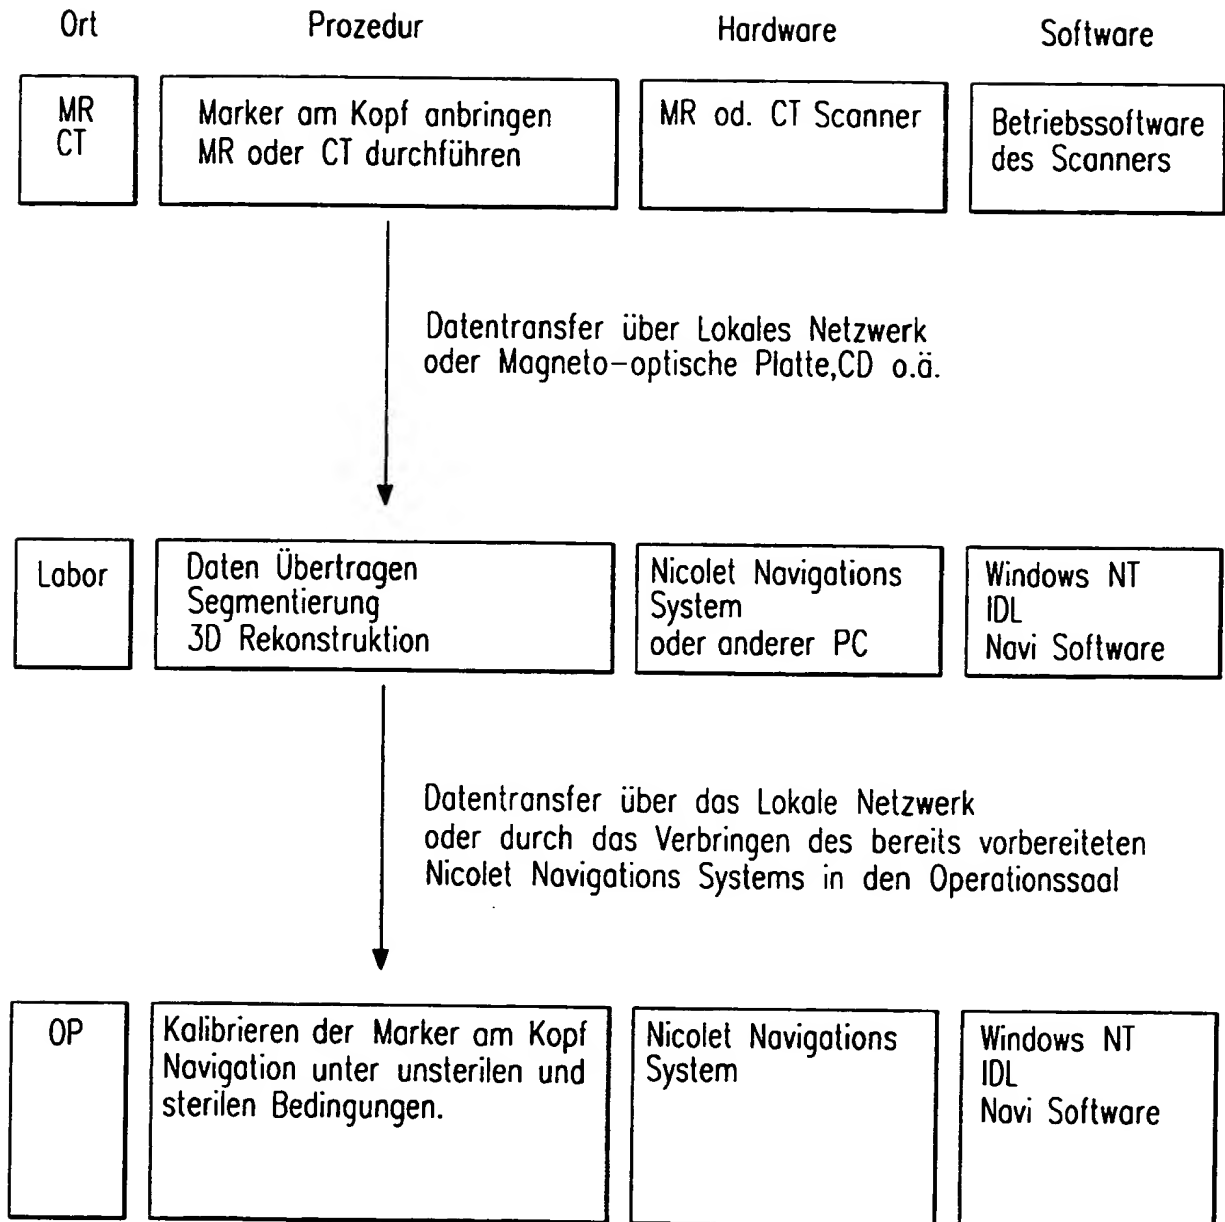 Ort Prozedur Hardware Software
MR
CT
Marker am Kopf anbringen
MR oder CT durchführen
MR od. CT Scanner
Betriebssoftware
des Scanners
Datentransfer über Lokales Netzwerk
oder Magneto-optische Platte,CD o.ä.
Labor
Daten Übertragen
Segmentierung
3D Rekonstruktion
Nicolet Navigations
System
oder anderer PC
Windows NT
IDL
Navi Software
Datentransfer über das Lokale Netzwerk
oder durch das Verbringen des bereits vorbereiteten
Nicolet Navigations Systems in den Operationssaal
OP
Kalibrieren der Marker am Kopf
Navigation unter unsterilen und
sterilen Bedingungen.
Nicolet Navigations
System
Windows NT
IDL
Navi Software